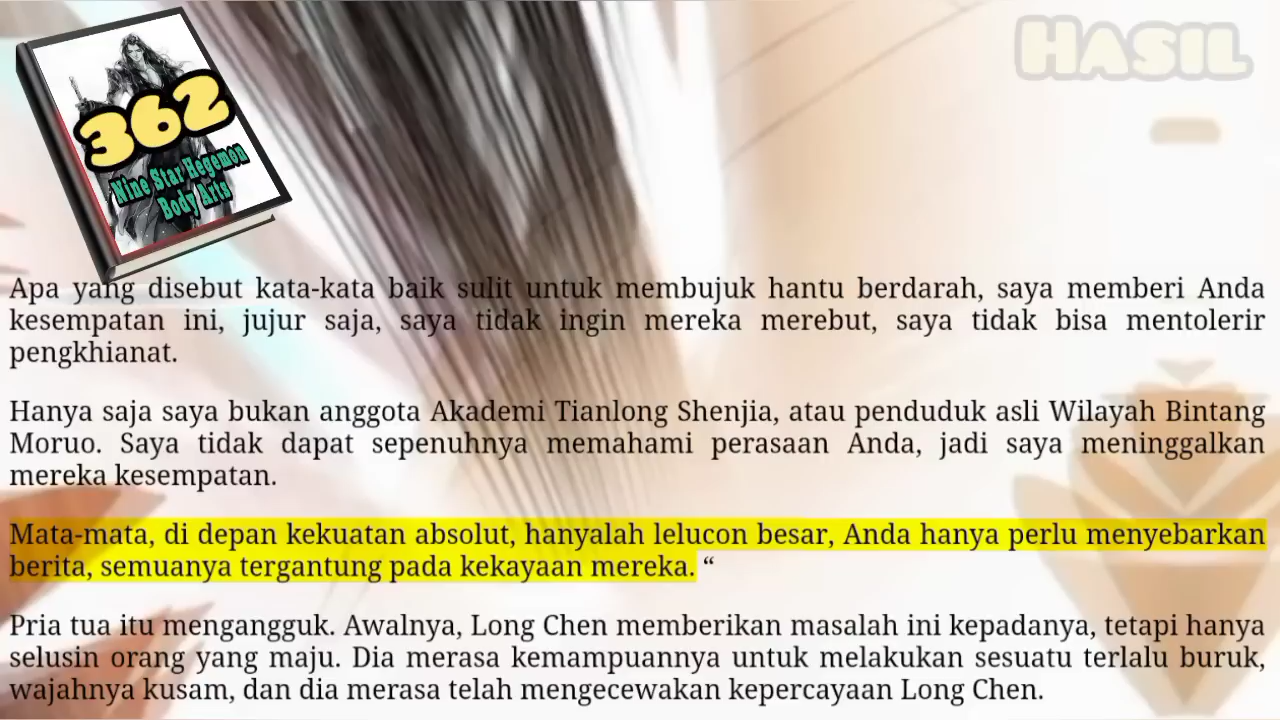 HASIL
362
Nine Star Hegemon
Body Arts
Apa yang disebut kata-kata baik sulit untuk membujuk hantu berdarah, saya memberi Anda
kesempatan ini, jujur saja, saya tidak ingin mereka merebut, saya tidak bisa mentolerir
pengkhianat.
Hanya saja saya bukan anggota Akademi Tianlong Shenjia, atau penduduk asli Wilayah Bintang
Moruo. Saya tidak dapat sepenuhnya memahami perasaan Anda, jadi saya meninggalkan
mereka kesempatan.
Mata-mata, di depan kekuatan absolut, hanyalah lelucon besar, Anda hanya perlu menyebarkan
berita, semuanya tergantung pada kekayaan mereka. “
Pria tua itu mengangguk. Awalnya, Long Chen memberikan masalah ini kepadanya, tetapi hanya
selusin orang yang maju. Dia merasa kemampuannya untuk melakukan sesuatu terlalu buruk,
wajahnya kusam, dan dia merasa telah mengecewakan kepercayaan Long Chen.